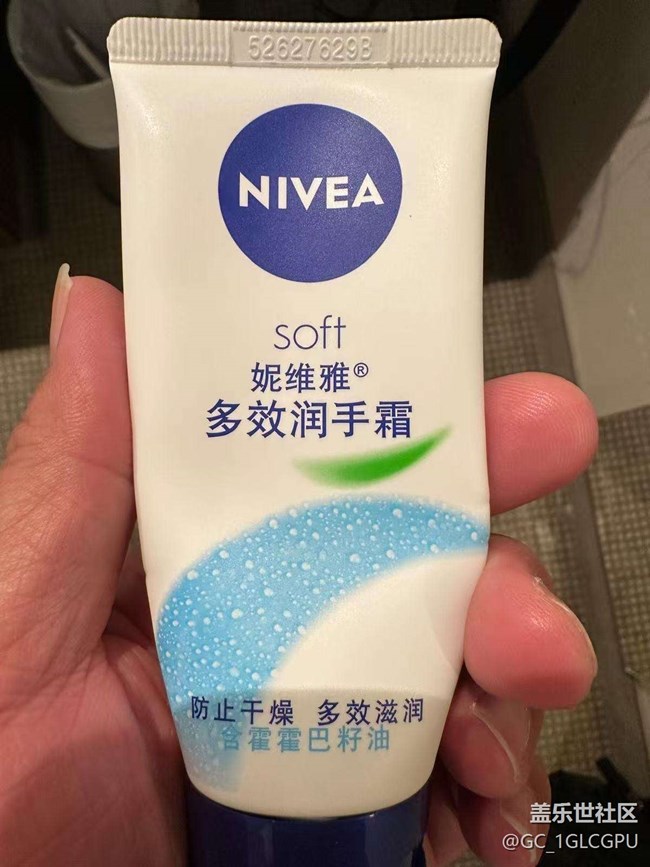 52627629B
NIVEA
soft
妮维雅®
多效润手霜
防止干燥 多效滋润
含霍霍巴籽油
盖乐世社区
@GC_1GLCGPU